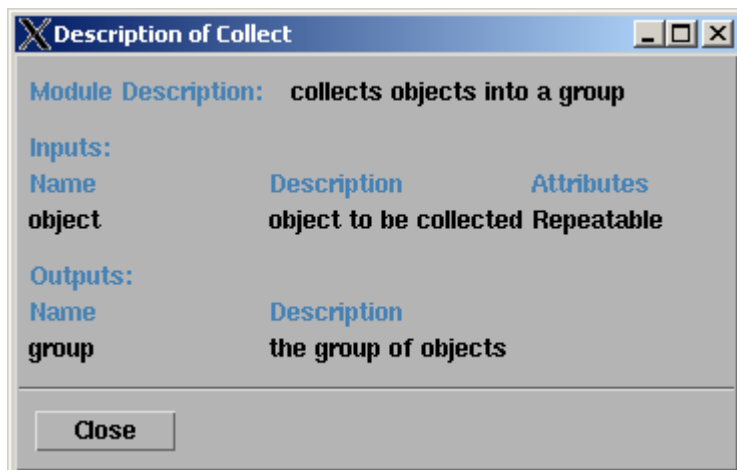 Description of Collect
Module Description: collects objects into a group
Inputs:
Name Description Attributes
object object to be collected Repeatable
Outputs:
Name Description
group the group of objects
Close